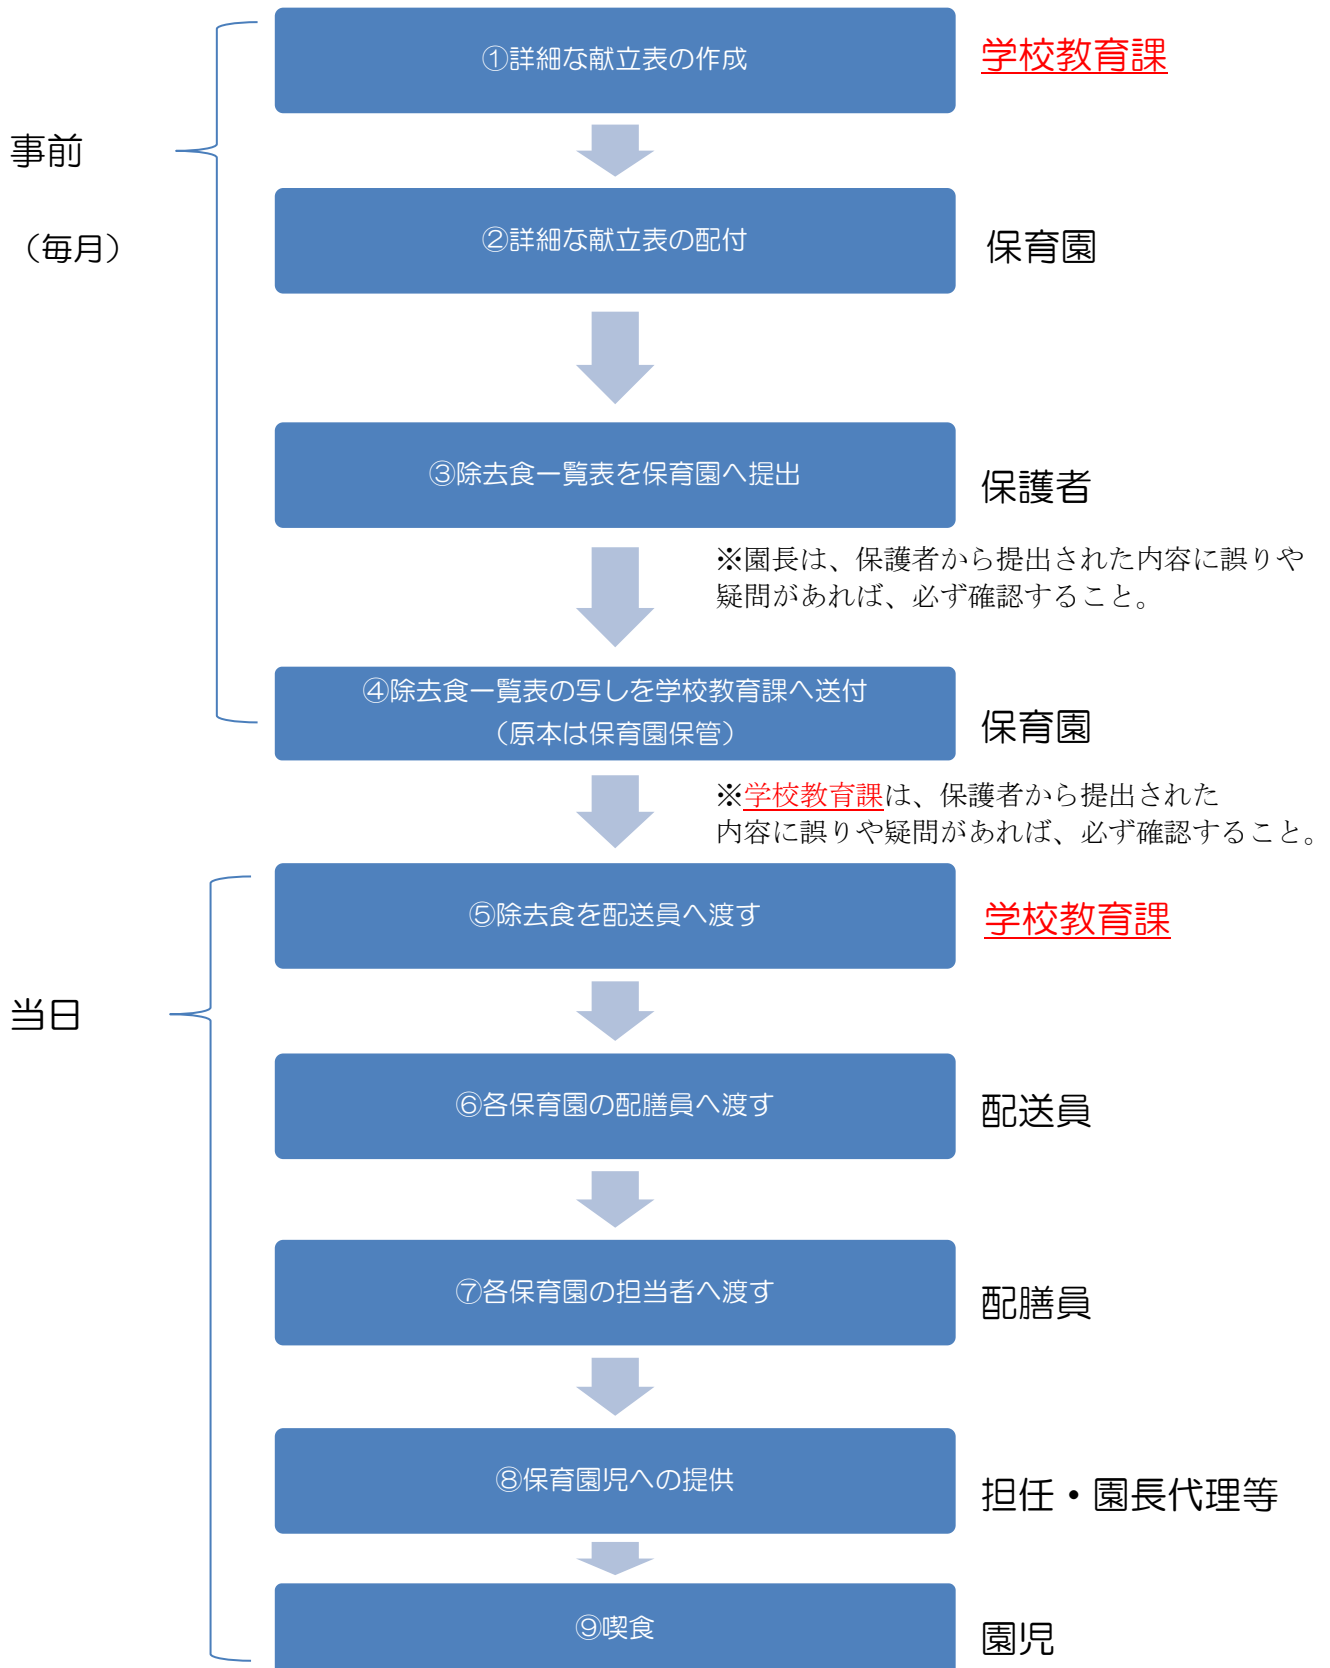 ①詳細な献立表の作成
学校教育課
事前
（毎月）
②詳細な献立表の配付
保育園
③除去食一覧表を保育園へ提出
保護者
※園長は、保護者から提出された内容に誤りや
疑問があれば、必ず確認すること。
④除去食一覧表の写しを学校教育課へ送付
（原本は保育園保管）
保育園
※学校教育課は、保護者から提出された
内容に誤りや疑問があれば、必ず確認すること。
⑤除去食を配送員へ渡す
学校教育課
当日
⑥各保育園の配膳員へ渡す
配送員
⑦各保育園の担当者へ渡す
配膳員
⑧保育園児への提供
担任・園長代理等
⑨喫食
園児